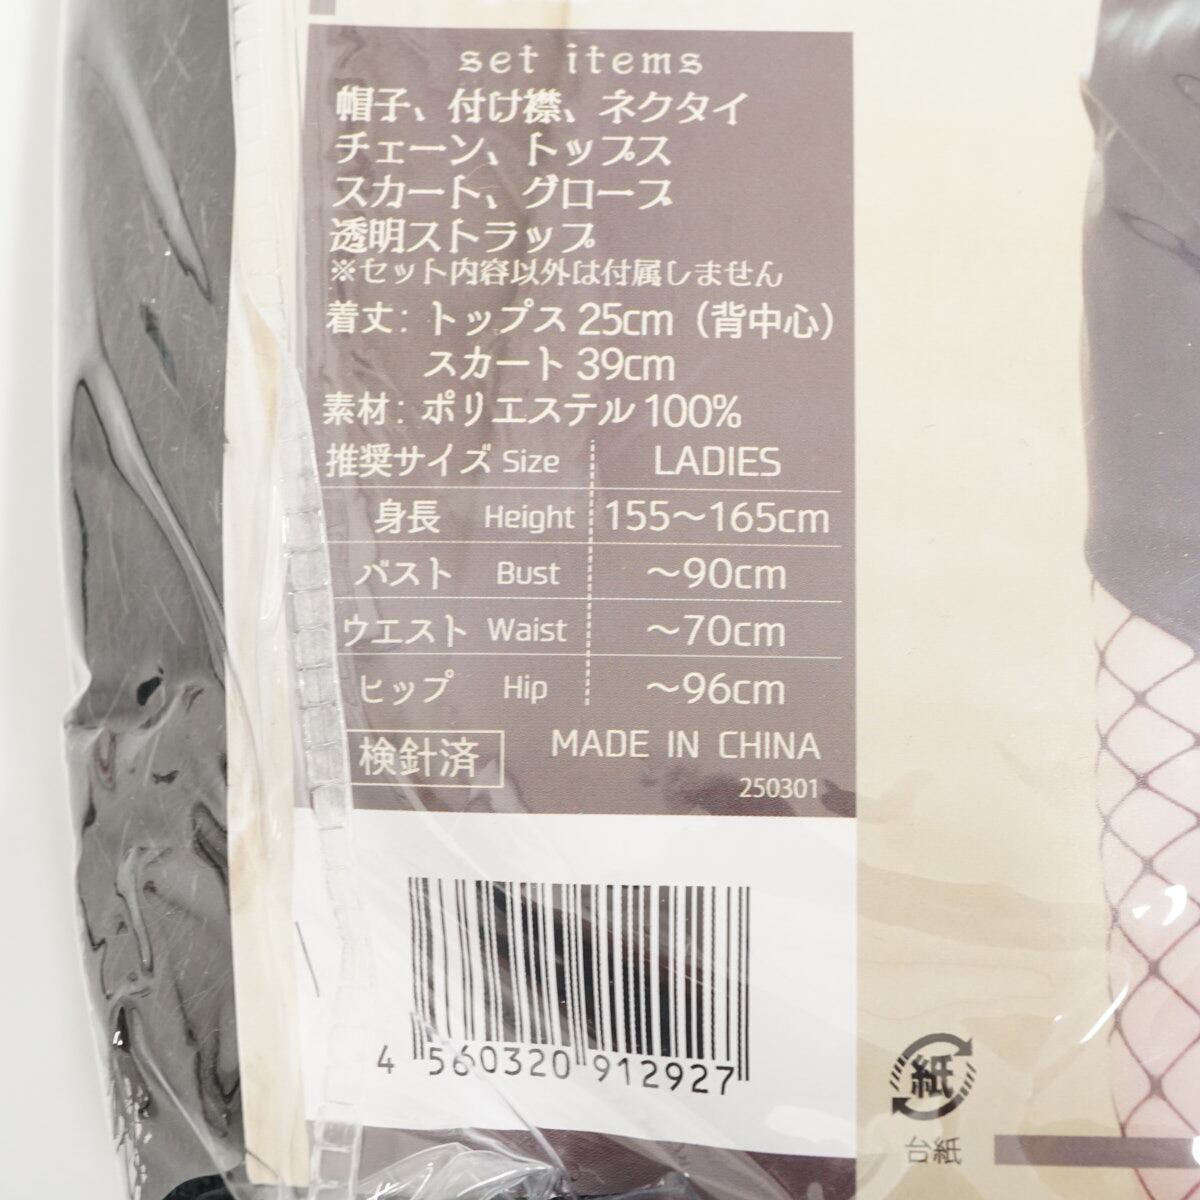 set items
帽子、付け襟、ネクタイ
チェーン、トップス
スカート、グローブ
透明ストラップ
※セット内容以外は付属しません
着丈：トップス 25cm（背中心）
スカート 39cm
素材：ポリエステル 100%
推奨サイズ Size LADIES
身長 Height 155～165cm
バスト Bust ～90cm
ウエスト Waist ～70cm
ヒップ Hip ～96cm
検針済 MADE IN CHINA
250301
4 560320 912927
紙
台紙